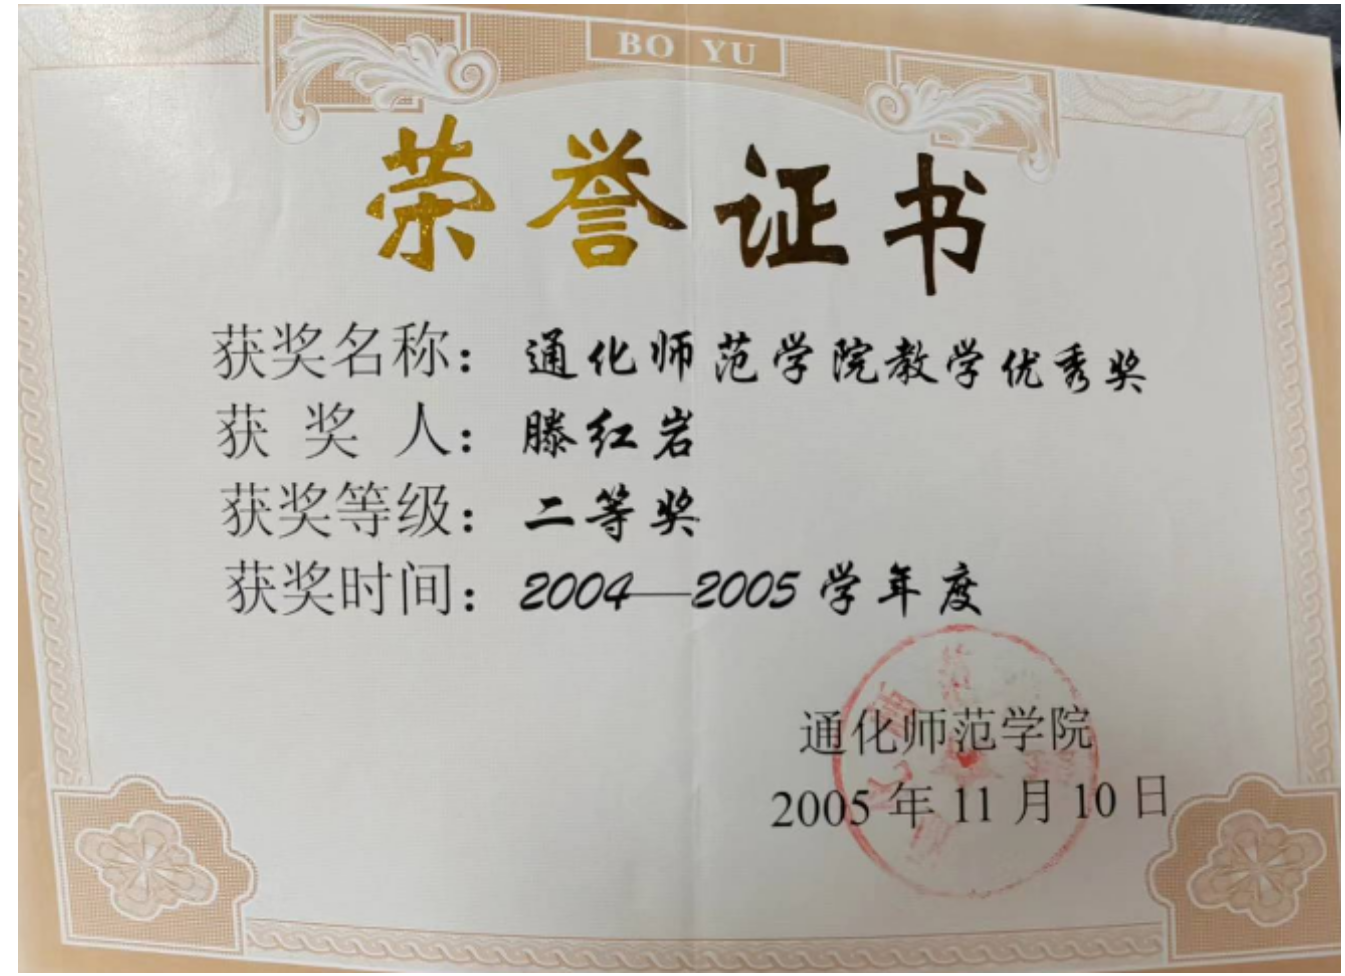 BO YU
荣誉证书
获奖名称：通化师范学院教学优秀奖
获 奖 人：滕红岩
获奖等级：二等奖
获奖时间：2004—2005 学年度
通化师范学院
2005 年 11 月 10 日